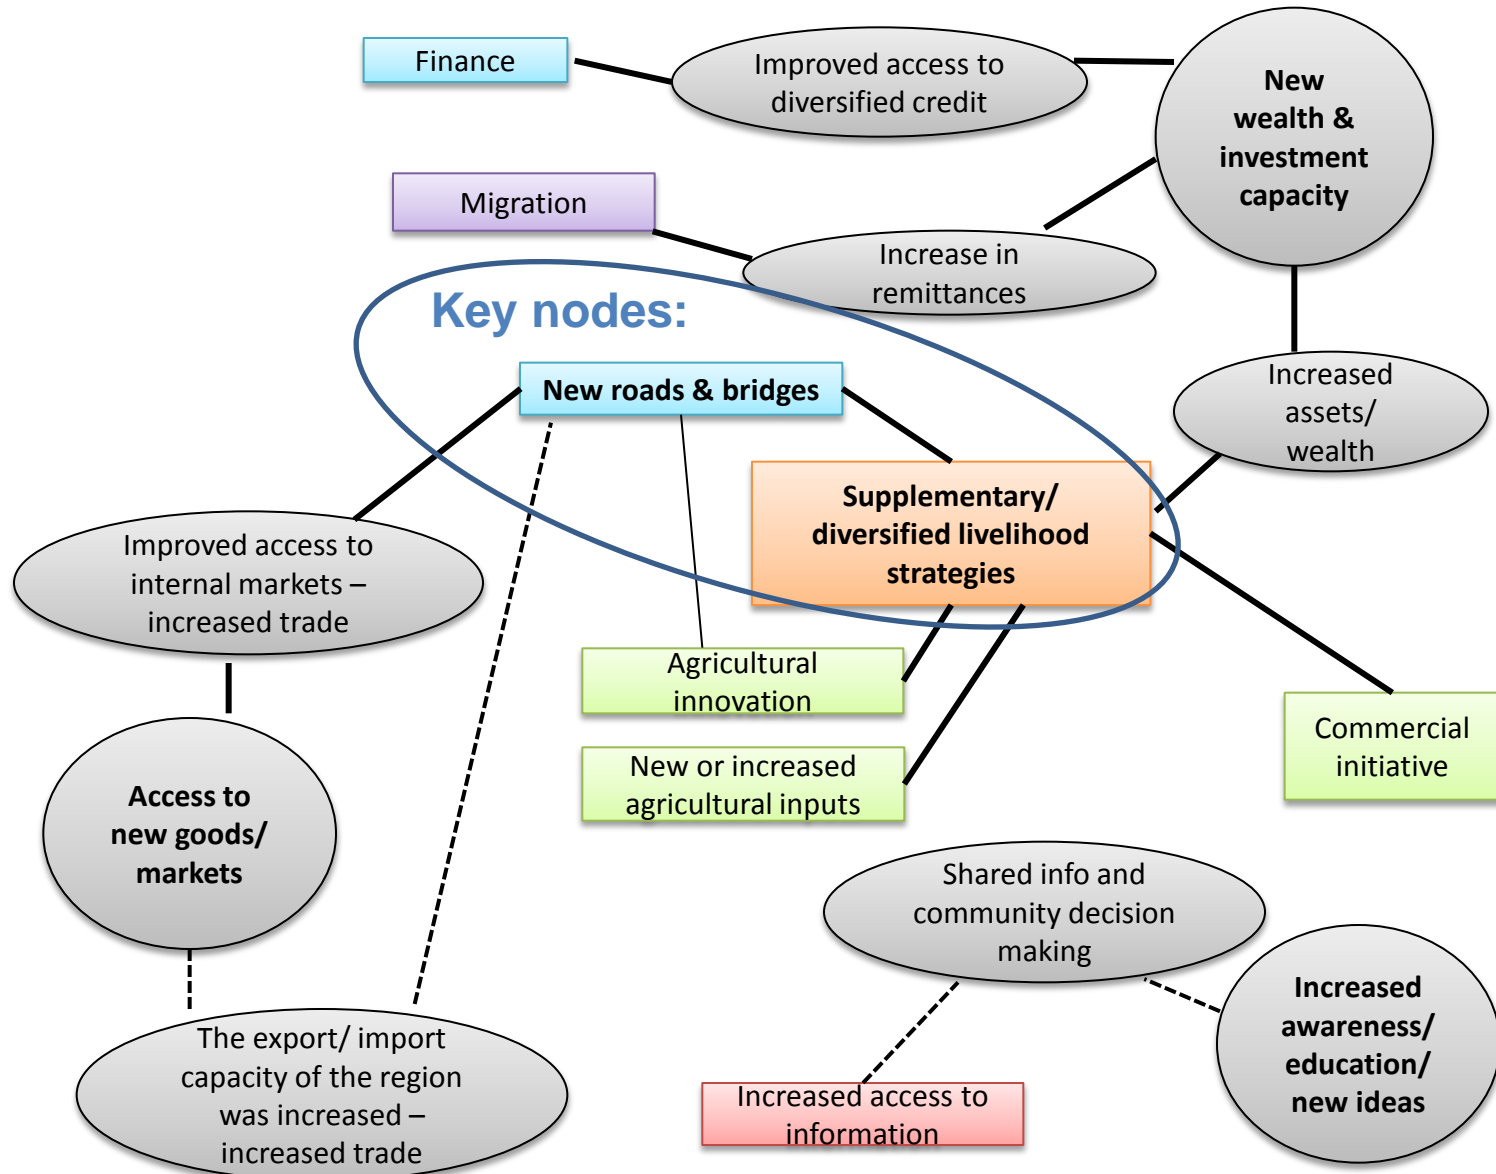 Finance
Improved access to
diversified credit
New
wealth &
investment
capacity
Migration
Increase in
remittances
Key nodes:
New roads & bridges
Increased
assets/
wealth
Supplementary/
diversified livelihood
strategies
Improved access to
internal markets –
increased trade
Agricultural
innovation
Commercial
initiative
New or increased
agricultural inputs
Access to
new goods/
markets
Shared info and
community decision
making
Increased
awareness/
education/
new ideas
The export/ import
capacity of the region
was increased –
increased trade
Increased access to
information